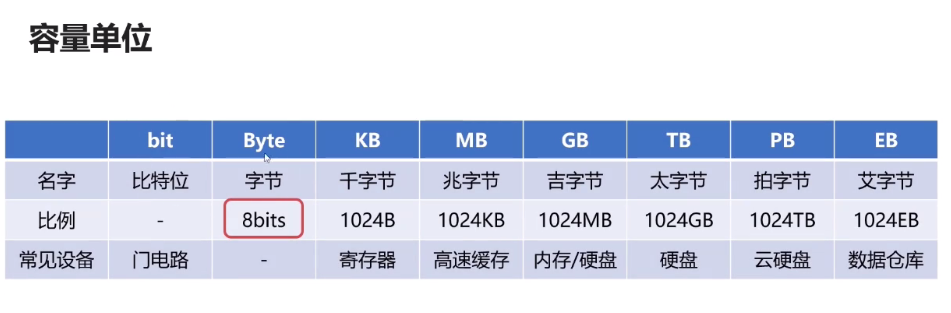 容量单位
bit Byte KB MB GB TB PB EB
名字 比特位 字节 千字节 兆字节 吉字节 太字节 拍字节 艾字节
比例 - 8bits 1024B 1024KB 1024MB 1024GB 1024TB 1024EB
常见设备 门电路 - 寄存器 高速缓存 内存/硬盘 硬盘 云硬盘 数据仓库